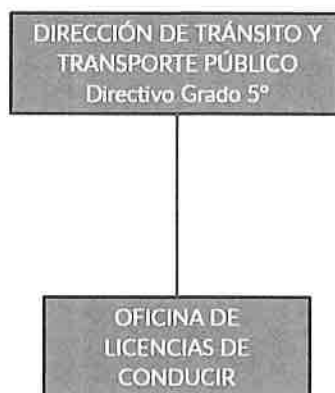 DIRECCIÓN DE TRÁNSITO Y
TRANSPORTE PÚBLICO
Directivo Grado 5°
OFICINA DE
LICENCIAS DE
CONDUCIR